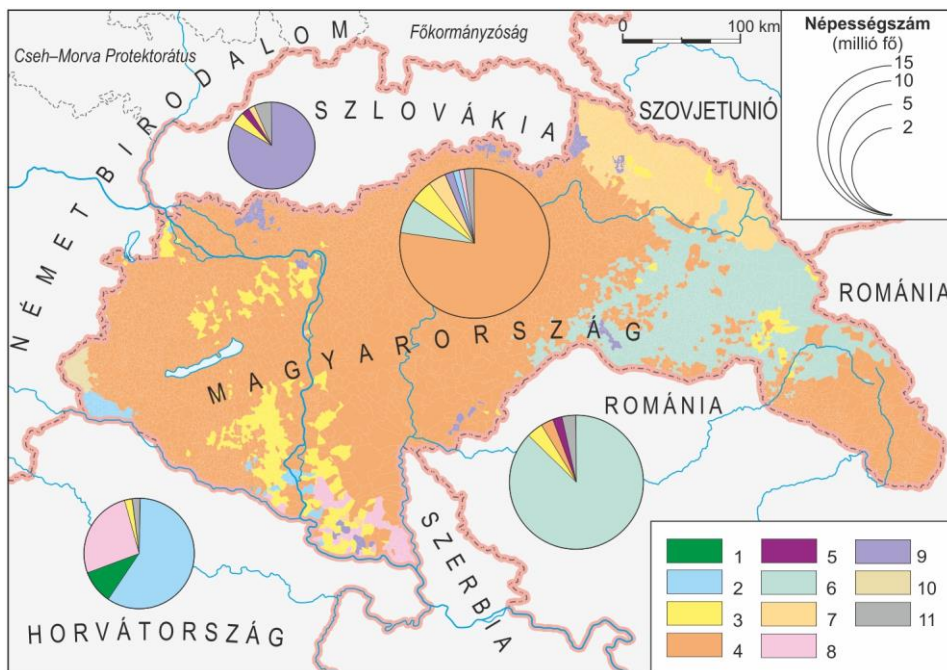 Cseh–Morva Protektorátus
Főkormányzóság
0
100 km
Népességszám
(millió fő)
15
10
5
2
NÉMET BIRODALOM
SZLOVÁKIA
SZOVJETUNIÓ
ROMÁNIA
MAGYARORSZÁG
ROMÁNIA
SZERBIA
HORVÁTORSZÁG
1
2
3
4
5
6
7
8
9
10
11